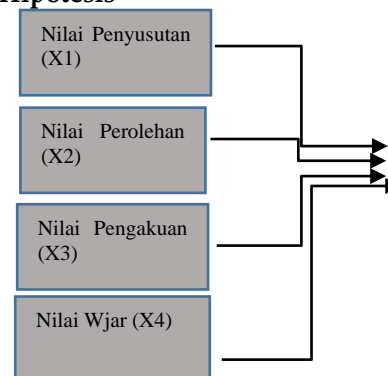 Hipotesis
Nilai Penyusutan
(X1)
Nilai Perolehan
(X2)
Nilai Pengakuan
(X3)
Nilai Wjar (X4)